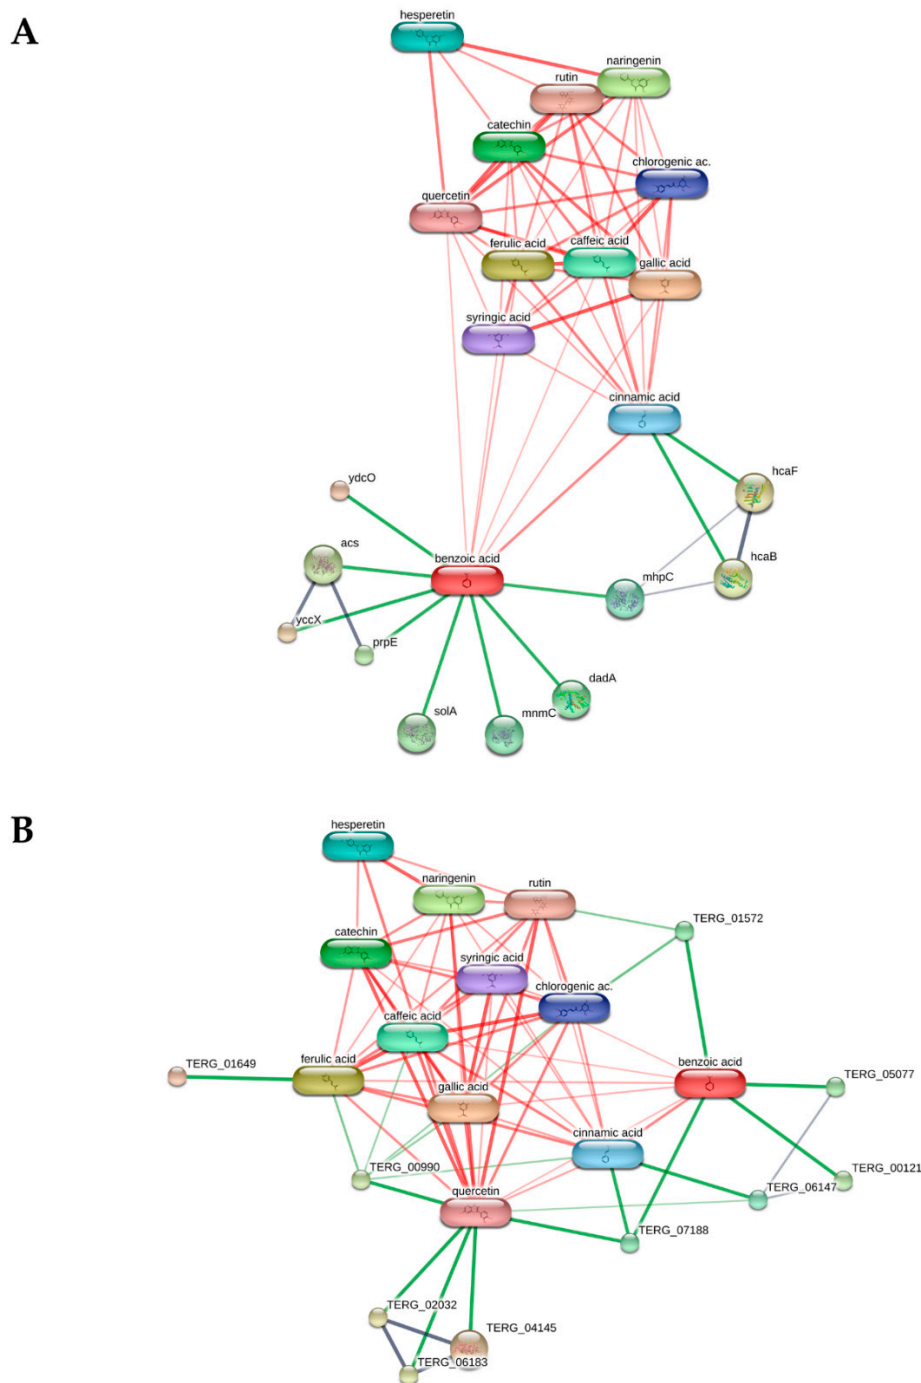 A
hesperetin
naringenin
rutin
catechin
chlorogenic ac.
quercetin
ferulic acid
caffeic acid
gallic acid
syringic acid
cinnamic acid
hcaF
ydcO
acs
benzoic acid
mhpC
hcaB
yccX
prpE
dadA
solA
mnmC
B
hesperetin
naringenin
rutin
TERG_01572
catechin
syringic acid
chlorogenic ac.
caffeic acid
ferulic acid
benzoic acid
TERG_01649
TERG_05077
gallic acid
cinnamic acid
TERG_00990
TERG_00121
TERG_06147
quercetin
TERG_07188
TERG_02032
TERG_04145
TERG_06183